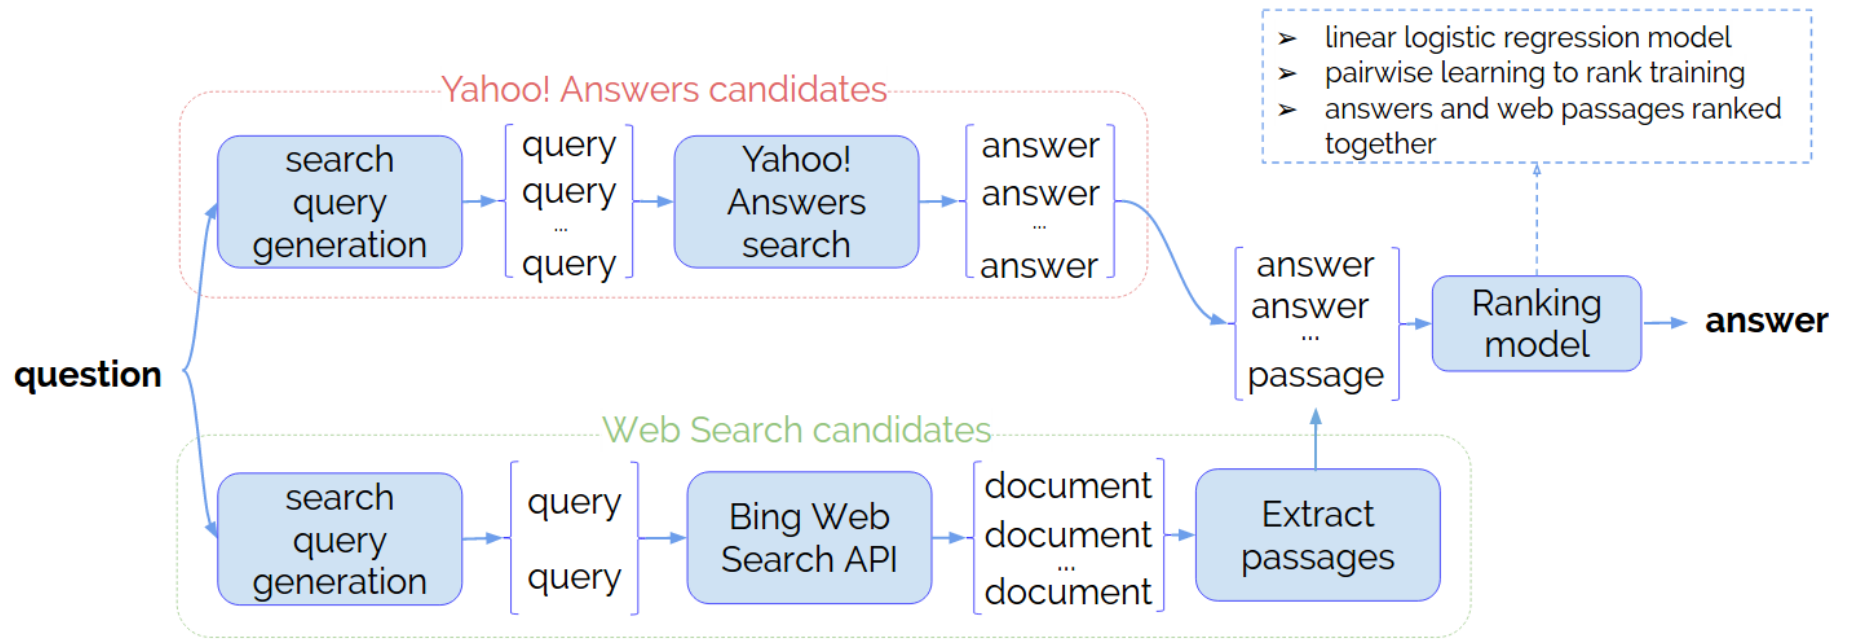 ➢ linear logistic regression model
➢ pairwise learning to rank training
➢ answers and web passages ranked
together
Yahoo! Answers candidates
search
query
generation
query
query
...
query
Yahoo!
Answers
search
answer
answer
...
answer
question
answer
answer
...
passage
Ranking
model
answer
Web Search candidates
search
query
generation
query
query
Bing Web
Search API
document
document
...
document
Extract
passages